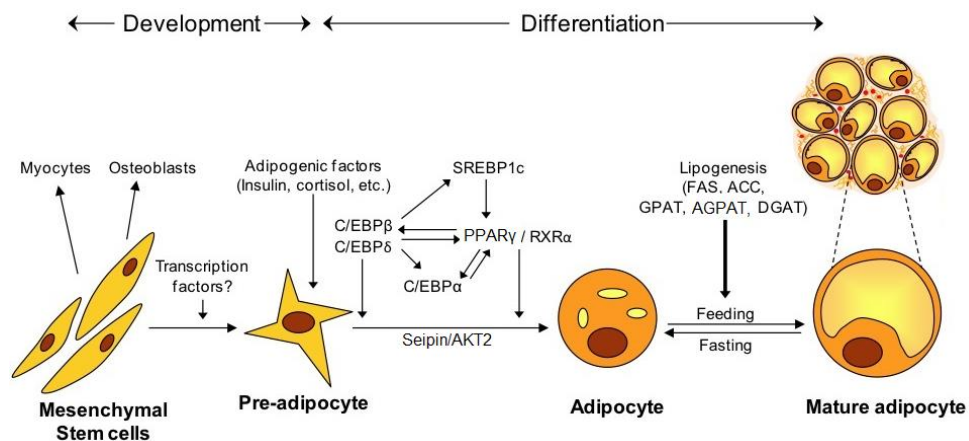 Development
Differentiation
Myocytes
Osteoblasts
Adipogenic factors
(Insulin, cortisol, etc.)
SREBP1c
Lipogenesis
(FAS, ACC,
GPAT, AGPAT, DGAT)
C/EBPβ
C/EBPδ
PPARγ / RXRα
C/EBPα
Transcription
factors?
Seipin/AKT2
Feeding
Fasting
Mesenchymal
Stem cells
Pre-adipocyte
Adipocyte
Mature adipocyte